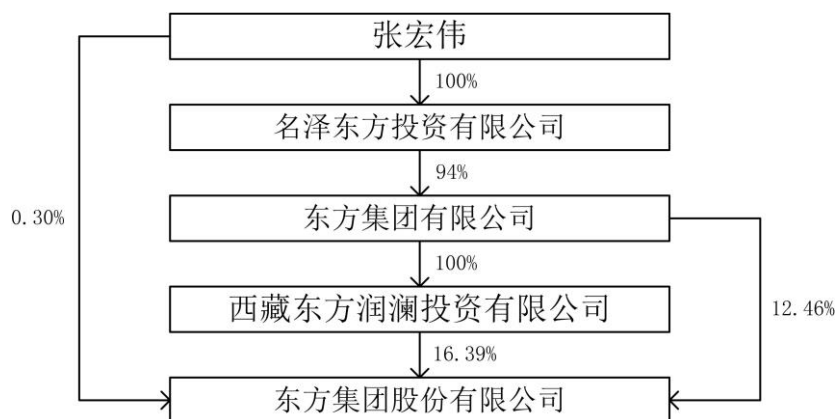 张宏伟
100%
名泽东方投资有限公司
94%
东方集团有限公司
0.30%
100%
西藏东方润澜投资有限公司
12.46%
16.39%
东方集团股份有限公司